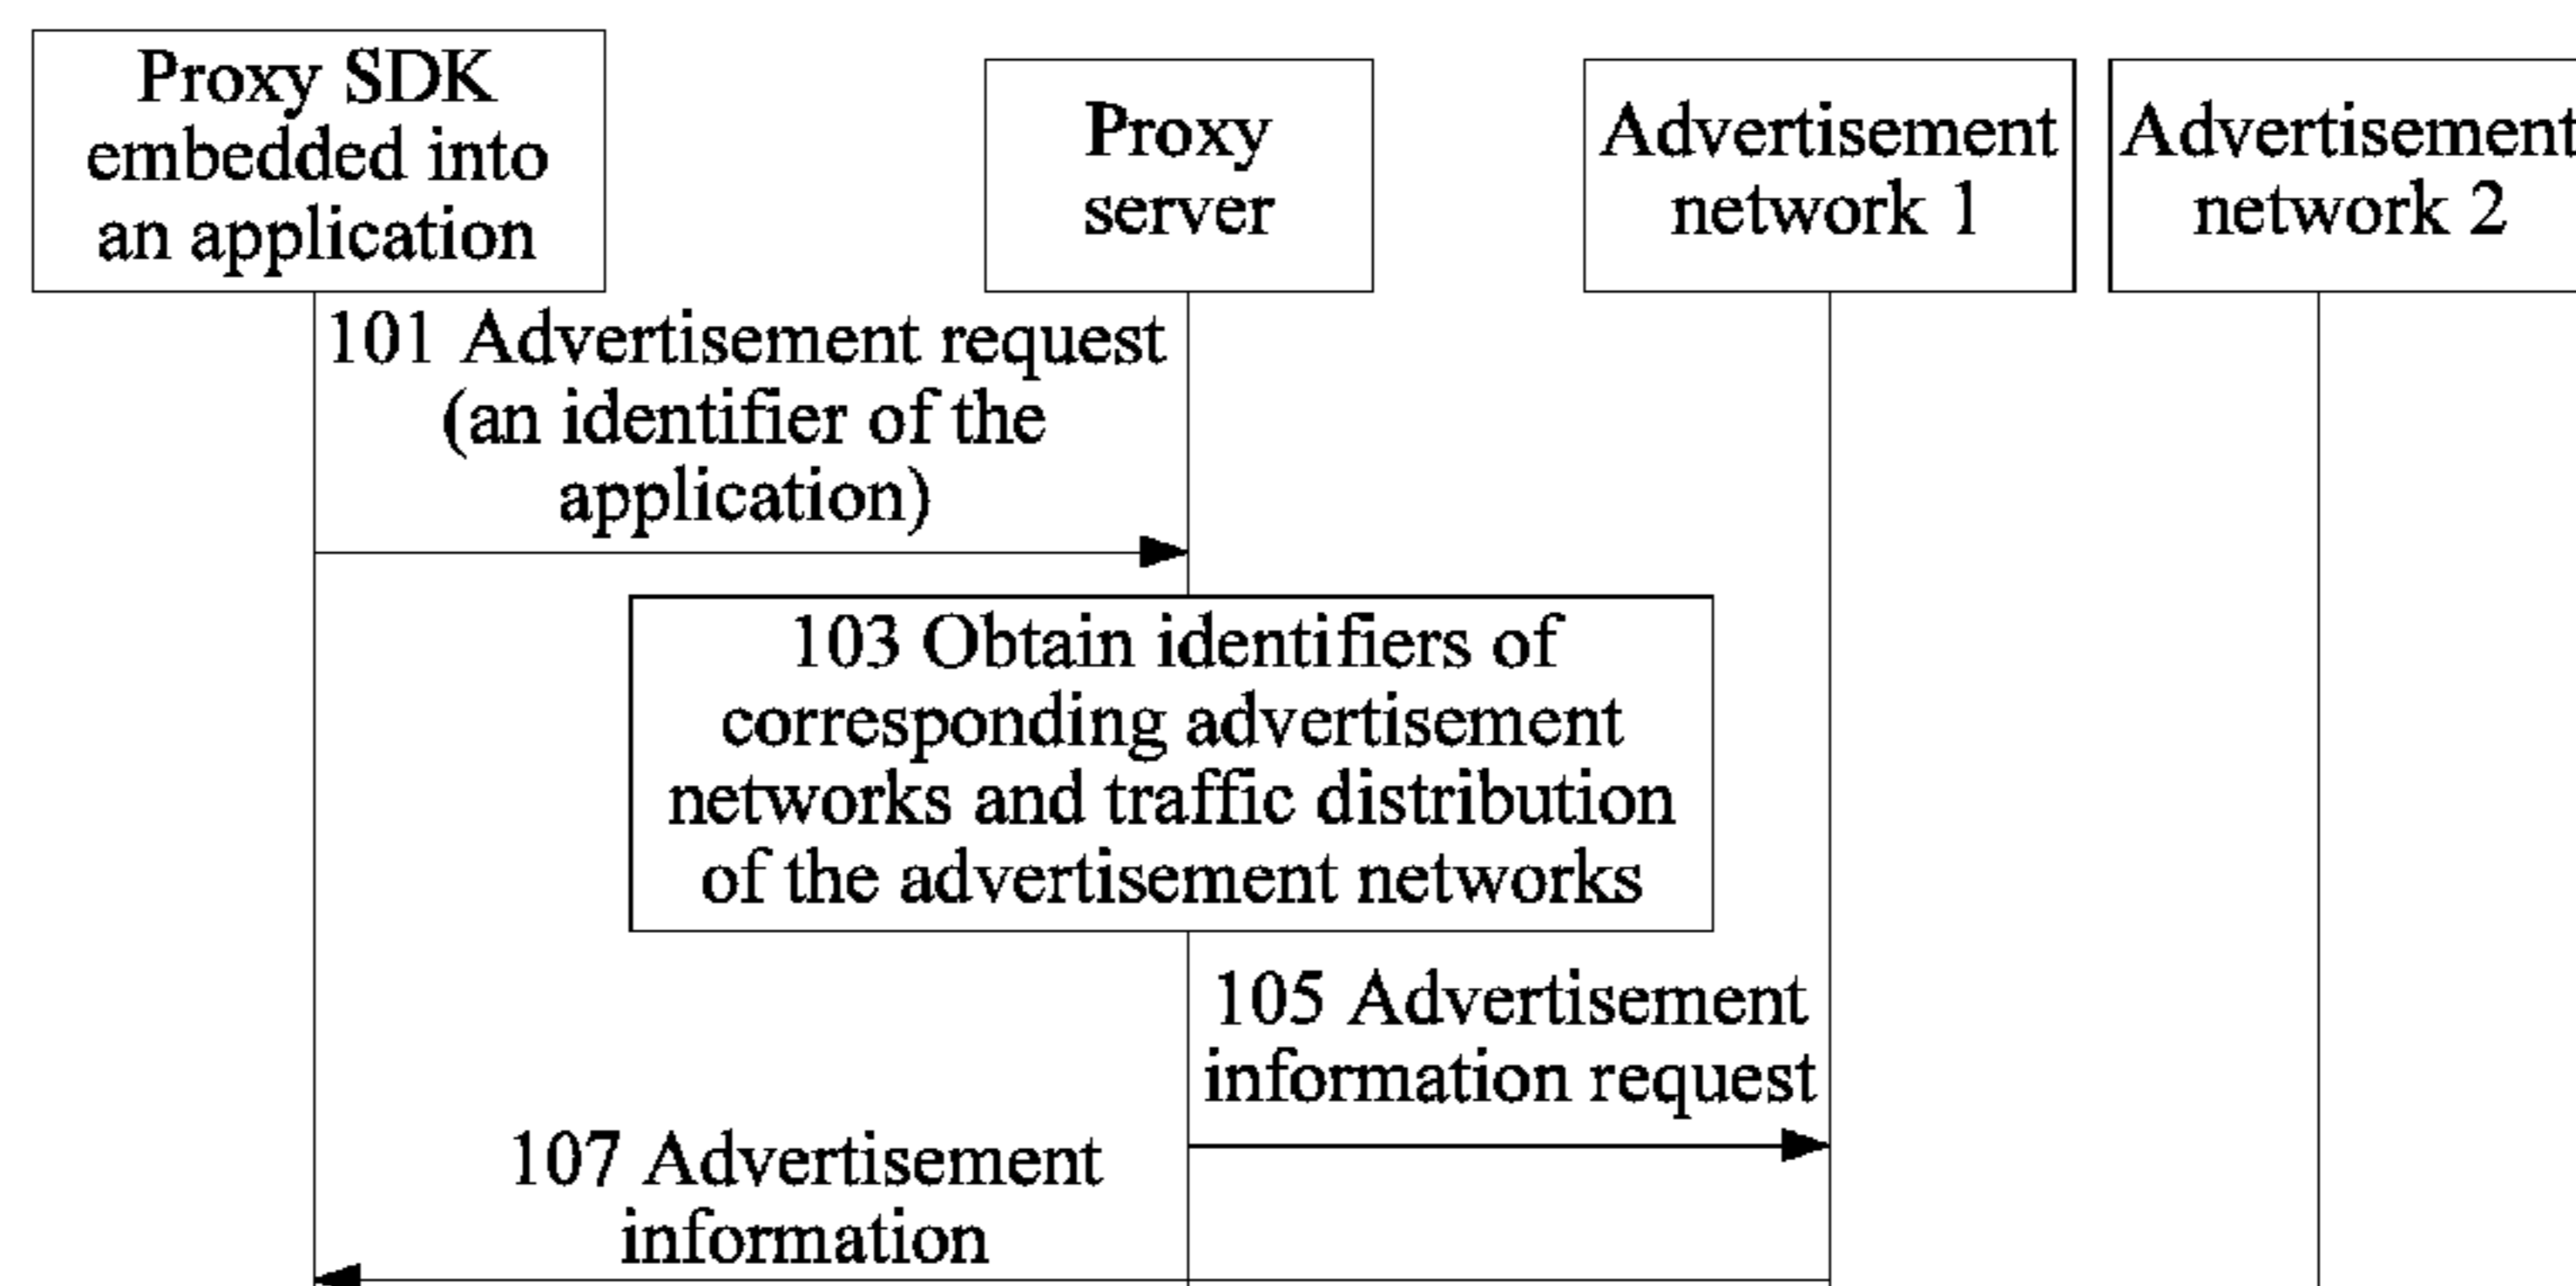 Proxy SDK
embedded into
an application
Proxy
server
Advertisement
network 1
Advertisement
network 2
101 Advertisement request
(an identifier of the
application)
103 Obtain identifiers of
corresponding advertisement
networks and traffic distribution
of the advertisement networks
105 Advertisement
information request
107 Advertisement
information